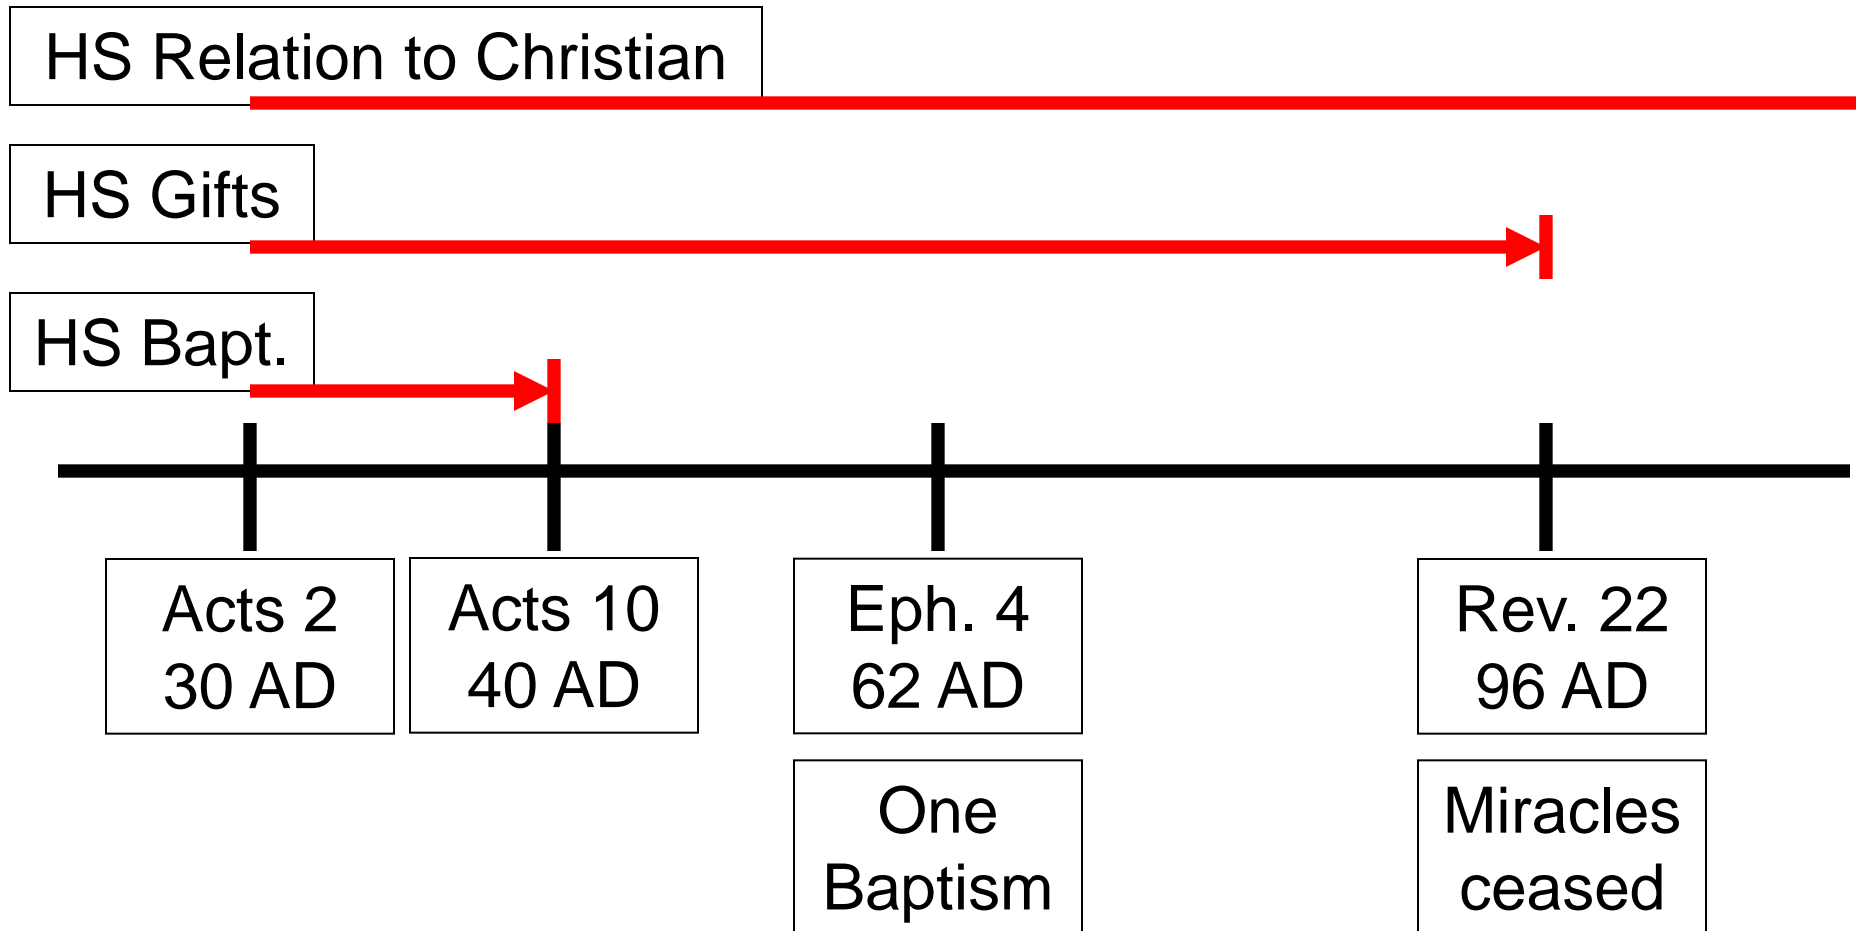 HS Relation to Christian
HS Gifts
HS Bapt.
Acts 2
30 AD
Acts 10
40 AD
Eph. 4
62 AD
Rev. 22
96 AD
One
Baptism
Miracles
ceased